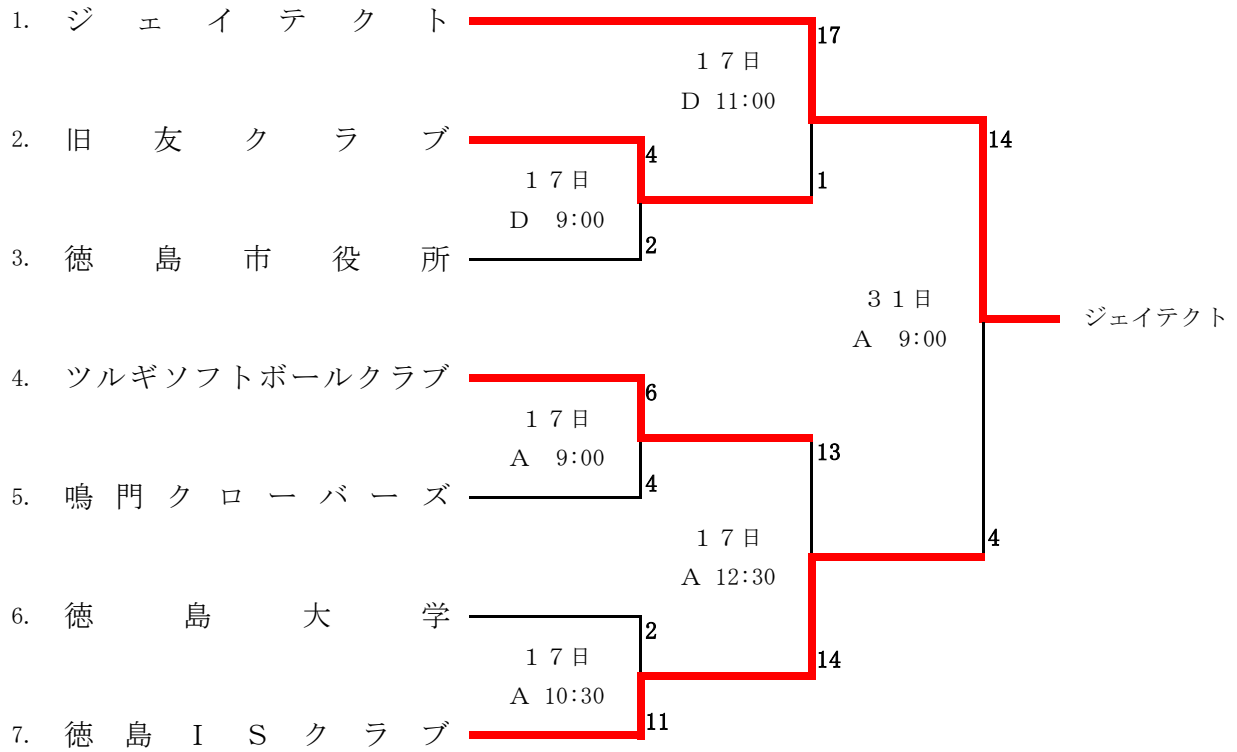 1. ジェイテクト
17
１７日
Ｄ 11:00
2. 旧友クラブ
4
14
１７日
1
Ｄ 9:00
3. 徳島市役所
2
３１日
ジェイテクト
Ａ 9:00
4. ツルギソフトボールクラブ
6
１７日
13
Ａ 9:00
5. 鳴門クローバーズ
4
１７日
4
Ａ 12:30
6. 徳島大学
2
１７日
14
Ａ 10:30
11
7. 徳島ＩＳクラブ